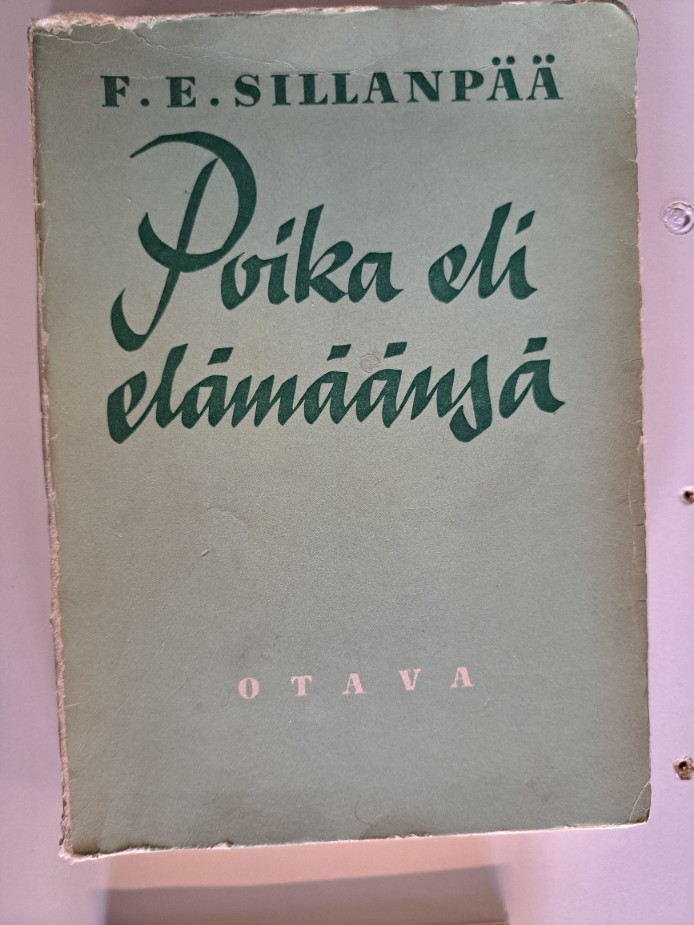 F. E. SILLANPÄÄ
Poika eli
elämäänsä
OTAVA